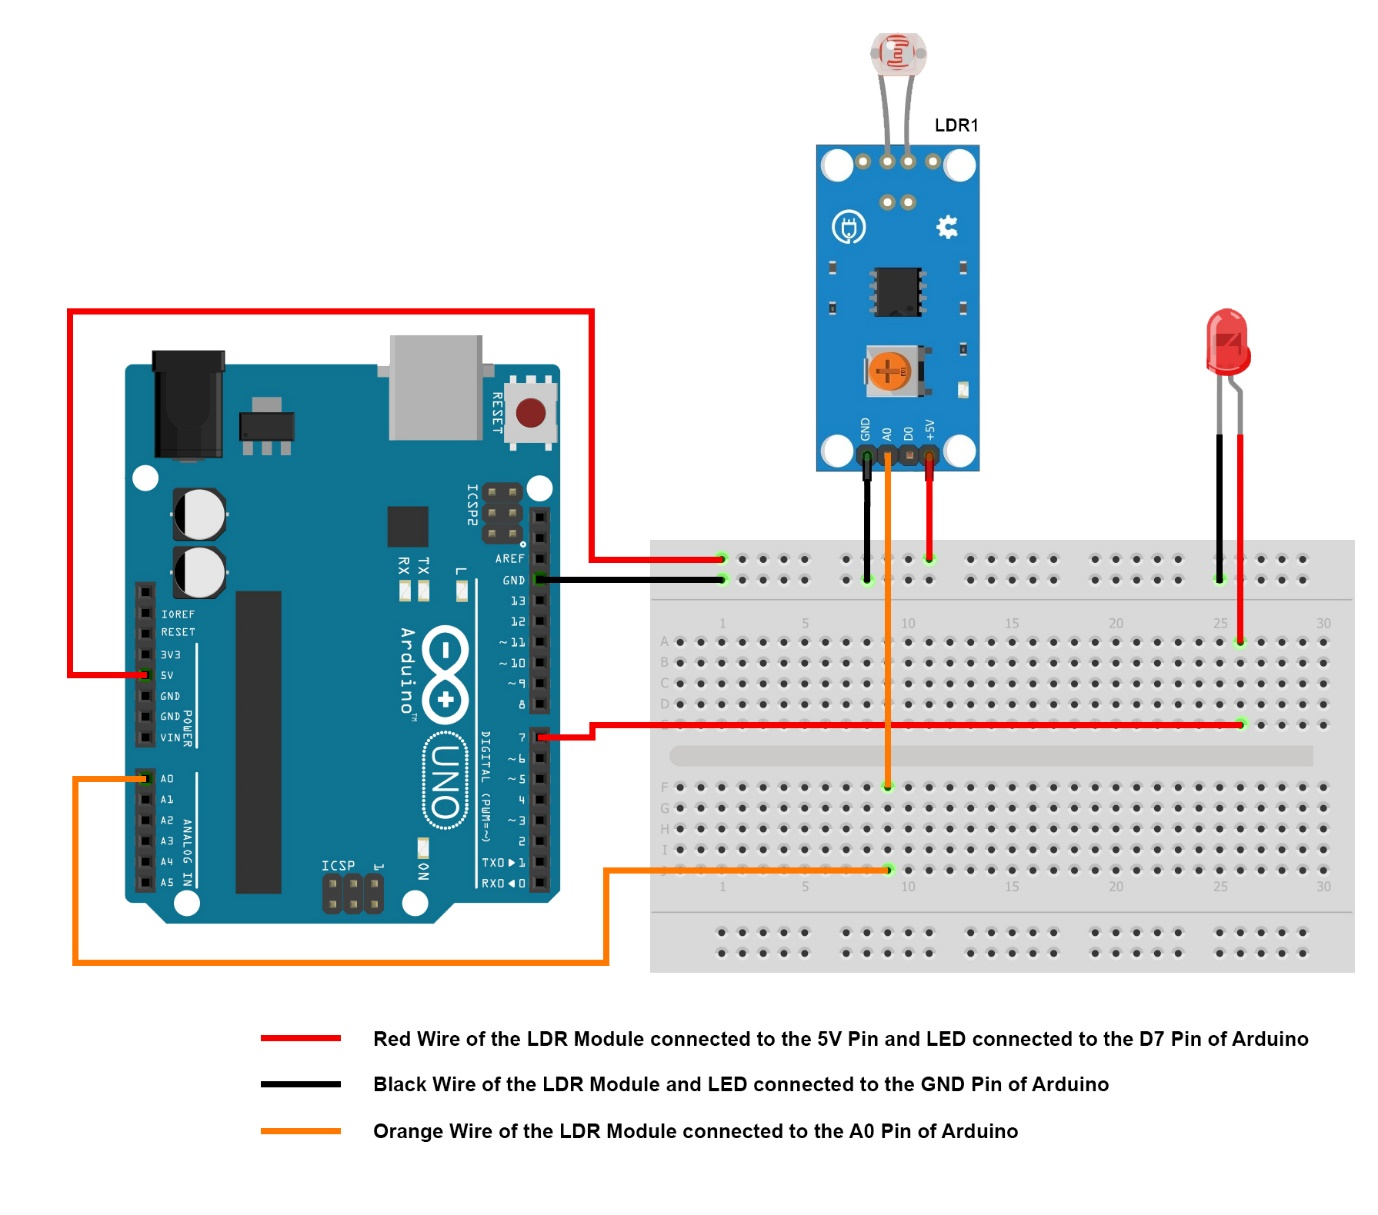 LDR1
GND
A0
D0
+5V
RESET
ICSP2
AREF
GND
13
12
~11
~10
~9
8
7
~6
~5
4
~3
2
TX0▶1
RX0◀0
RX
TX
L
Arduino™
UNO
DIGITAL (PWM=~)
IOREF
RESET
3V3
5V
GND
GND
VIN
POWER
A0
A1
A2
A3
A4
A5
ANALOG IN
ICSP
1
ON
1 5 10 15 20 25 30
A
B
C
D
E
F
G
H
I
J
1 5 10 15 20 25 30
Red Wire of the LDR Module connected to the 5V Pin and LED connected to the D7 Pin of Arduino
Black Wire of the LDR Module and LED connected to the GND Pin of Arduino
Orange Wire of the LDR Module connected to the A0 Pin of Arduino